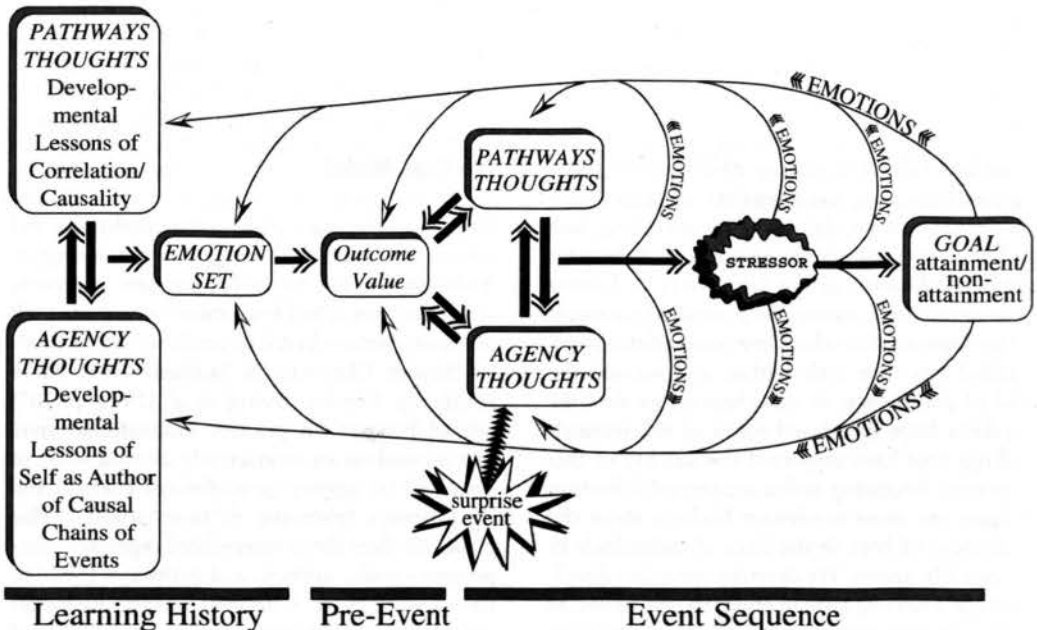 PATHWAYS
THOUGHTS
Develop-
mental
Lessons of
Correlation/
Causality
AGENCY
THOUGHTS
Develop-
mental
Lessons of
Self as Author
of Causal
Chains of
Events
EMOTION
SET
Outcome
Value
PATHWAYS
THOUGHTS
AGENCY
THOUGHTS
surprise
event
EMOTIONS
EMOTIONS
EMOTIONS
EMOTIONS
STRESSOR
EMOTIONS
EMOTIONS
EMOTIONS
EMOTIONS
GOAL
attainment/
non-
attainment
Learning History
Pre-Event
Event Sequence